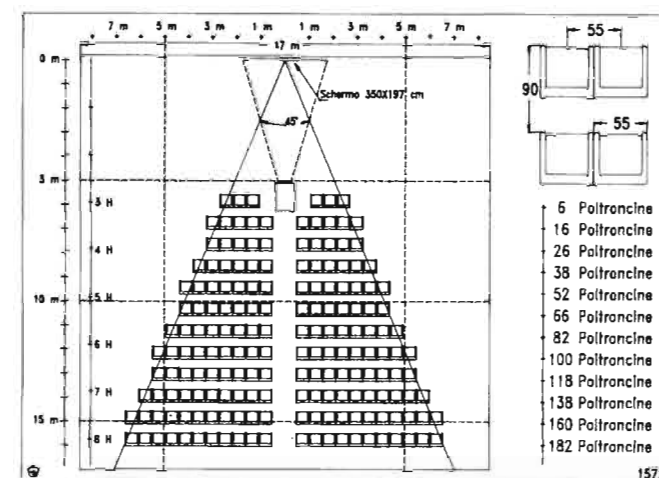 7 m 5 m 3 m 1 m 1 m 3 m 5 m 7 m
17 m
0 m
Schermo 350X197 cm
45°
5 m
3 H
4 H
10 m
5 H
6 H
7 H
15 m
8 H
55
90
55
6 Poltroncine
16 Poltroncine
26 Poltroncine
38 Poltroncine
52 Poltroncine
66 Poltroncine
82 Poltroncine
100 Poltroncine
118 Poltroncine
138 Poltroncine
160 Poltroncine
182 Poltroncine
157